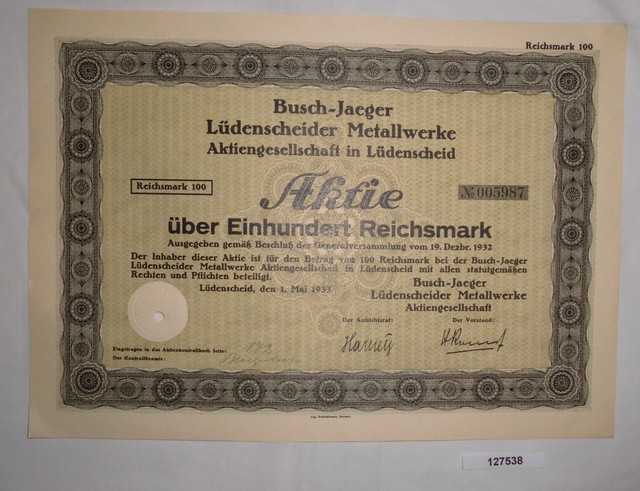 Reichsmark 100
Busch-Jaeger
Lüdenscheider Metallwerke
Aktiengesellschaft in Lüdenscheid
Reichsmark 100
Aktie
№ 005987
über Einhundert Reichsmark
Ausgegeben gemäß Beschluß der Generalversammlung vom 19. Dezbr. 1932
Der Inhaber dieser Aktie ist für den Betrag von 100 Reichsmark bei der Busch-Jaeger
Lüdenscheider Metallwerke Aktiengesellschaft in Lüdenscheid mit allen statutgemäßen
Rechten und Pflichten beteiligt.
Lüdenscheid, den 1. Mai 1933
Busch-Jaeger
Lüdenscheider Metallwerke
Aktiengesellschaft
Der Aufsichtsrat:
Der Vorstand:
Eingetragen in das Aktienkontrollbuch Seite:
Der Kontrollbeamte:
127538